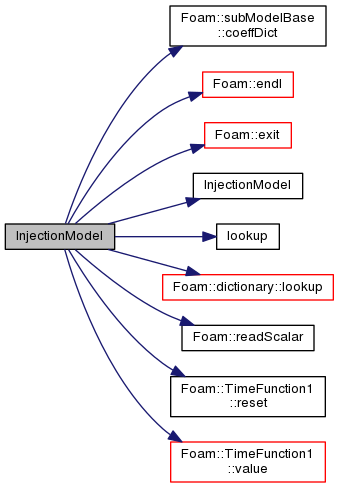 Foam::subModelBase
::coeffDict
Foam::endl
Foam::exit
InjectionModel
InjectionModel
lookup
Foam::dictionary::lookup
Foam::readScalar
Foam::TimeFunction1
::reset
Foam::TimeFunction1
::value